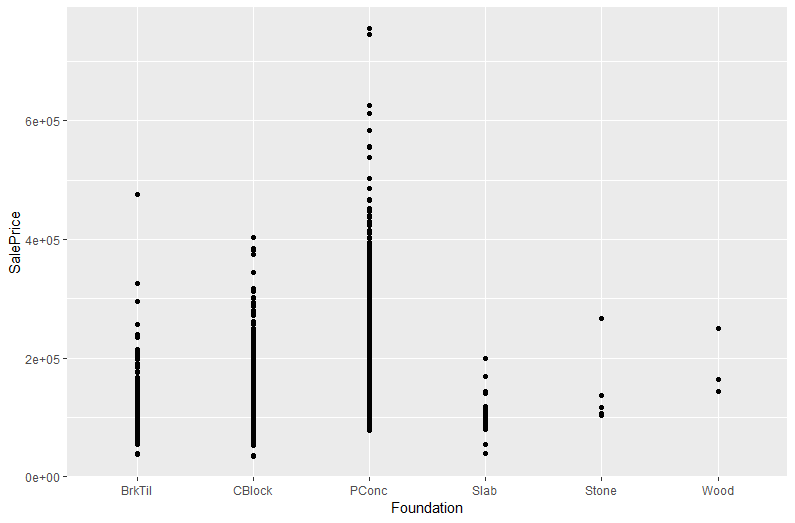 SalePrice
6e+05
4e+05
2e+05
0e+00
BrkTil CBlock PConc Slab Stone Wood
Foundation